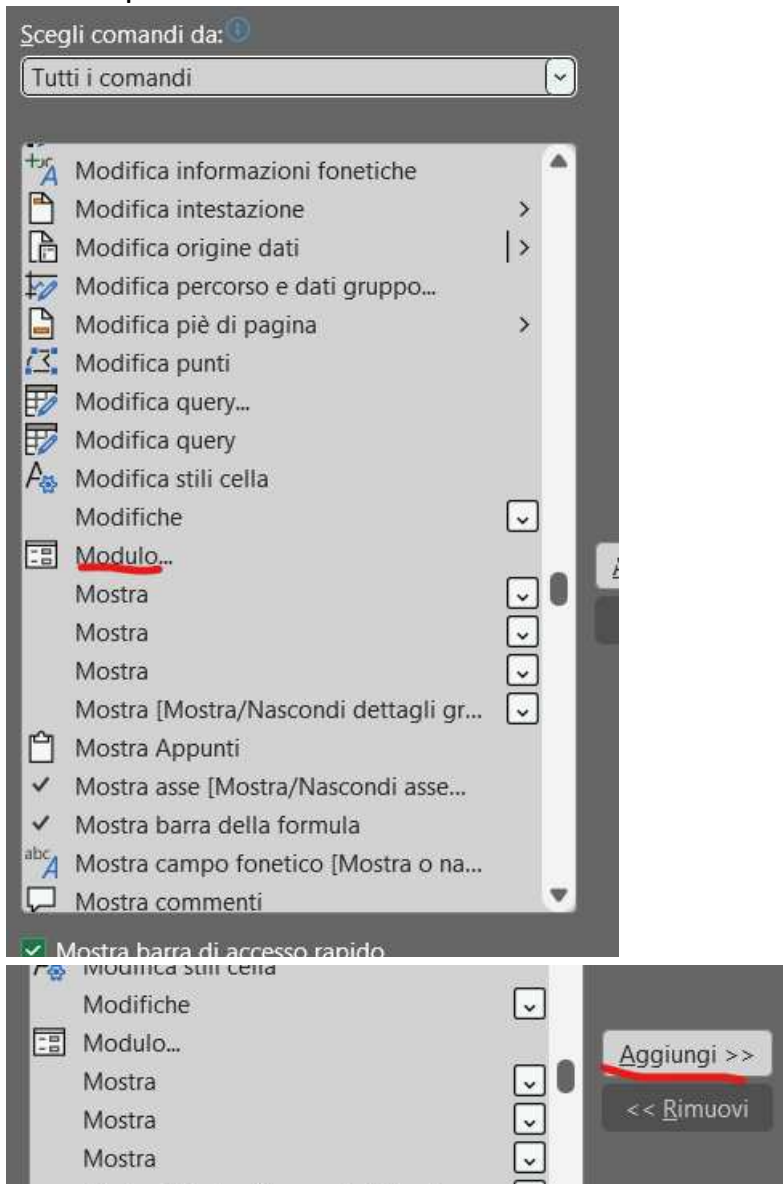 Scegli comandi da:
Tutti i comandi
Modifica informazioni fonetiche
Modifica intestazione
Modifica origine dati
Modifica percorso e dati gruppo...
Modifica piè di pagina
Modifica punti
Modifica query...
Modifica query
Modifica stili cella
Modifiche
Modulo...
Mostra
Mostra
Mostra
Mostra [Mostra/Nascondi dettagli gr...
Mostra Appunti
Mostra asse [Mostra/Nascondi asse...
Mostra barra della formula
Mostra campo fonetico [Mostra o na...
Mostra commenti
Mostra barra di accesso rapido
Modifica stili cella
Modifiche
Modulo...
Aggiungi >>
Mostra
<< Rimuovi
Mostra
Mostra